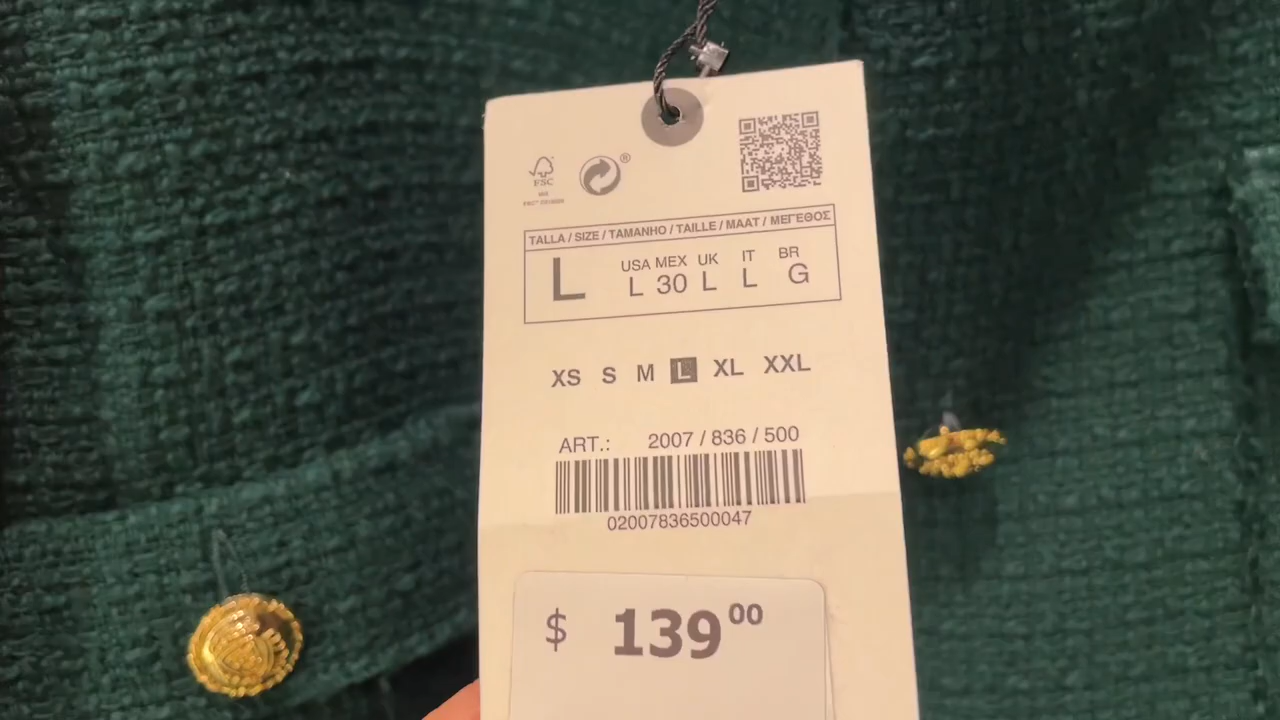 FSC
®
TALLA / SIZE / TAMANHO / TAILLE / MAAT / ΜΕΓΕΘΟΣ
L
USA MEX UK IT BR
L 30 L L G
XS S M L XL XXL
ART.: 2007 / 836 / 500
02007836500047
$ 139 00